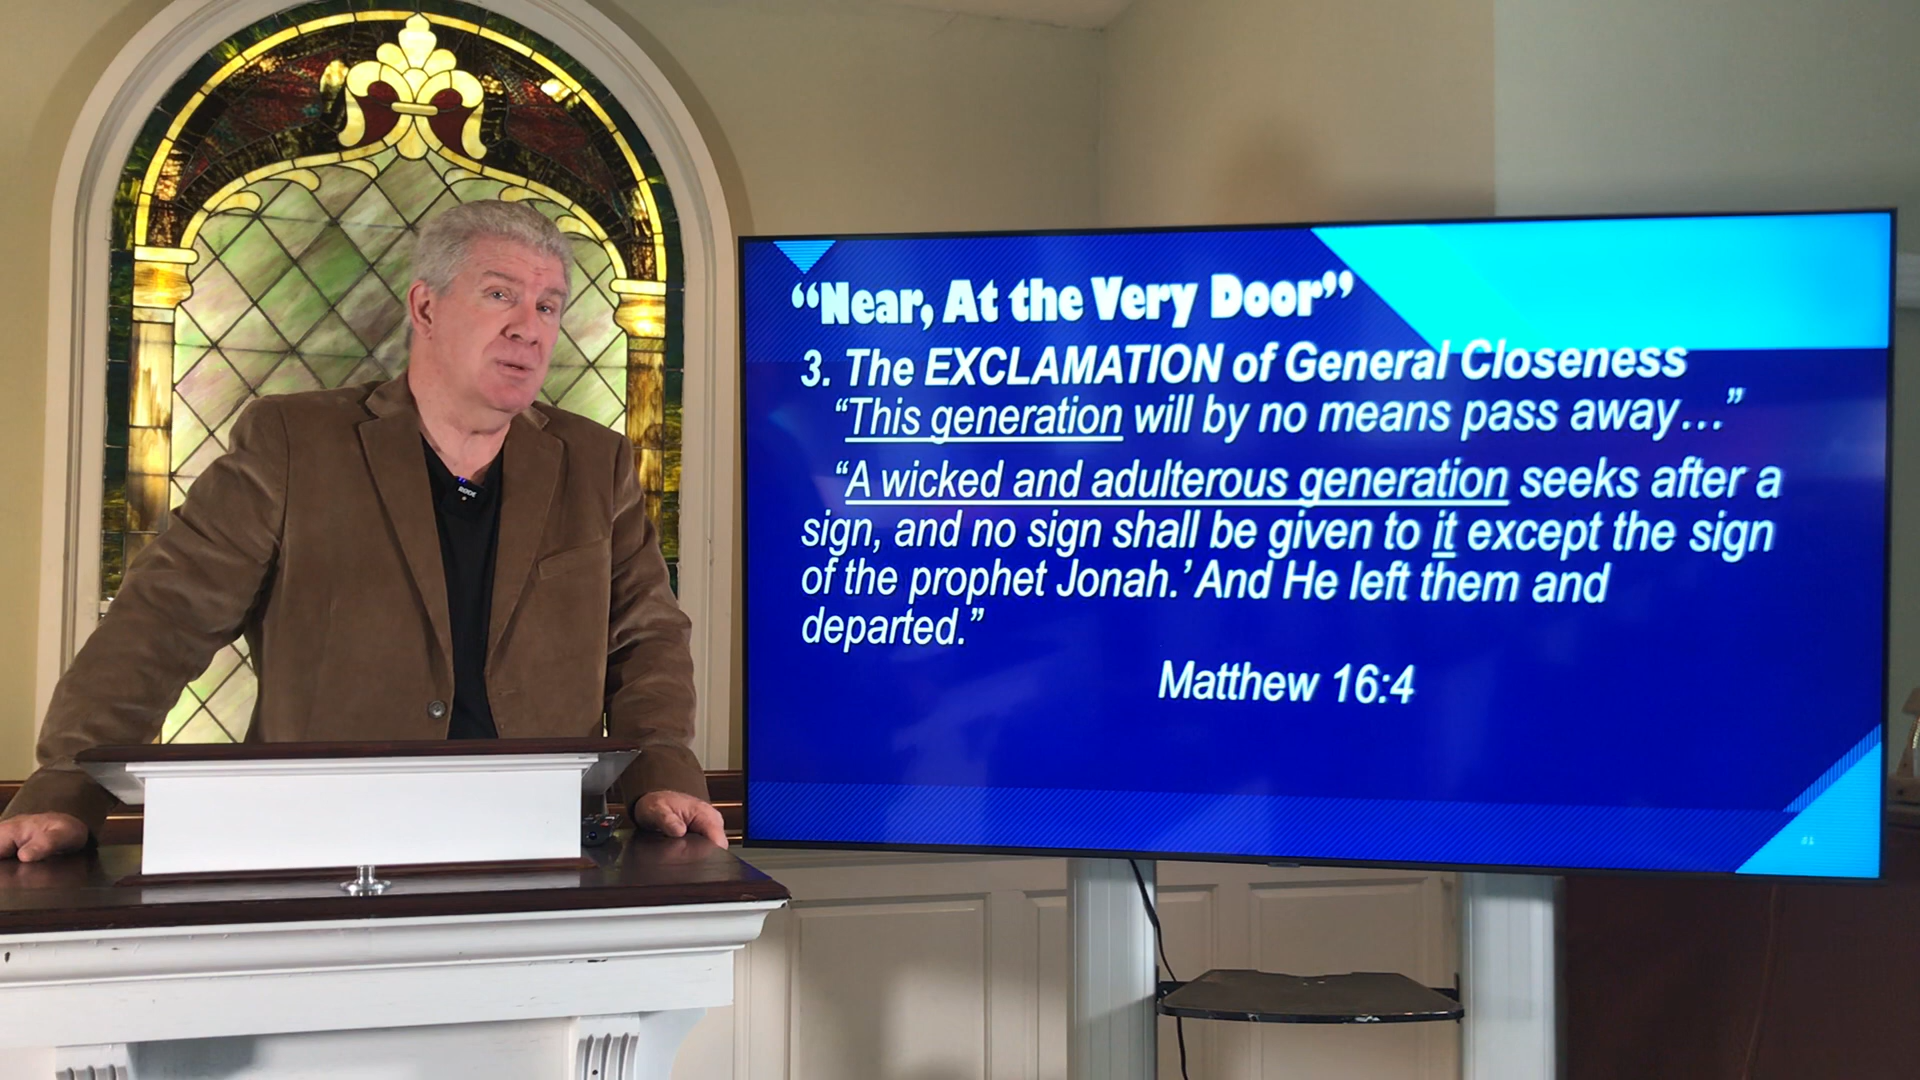 “Near, At the Very Door”
3. The EXCLAMATION of General Closeness
“This generation will by no means pass away…”
“A wicked and adulterous generation seeks after a
sign, and no sign shall be given to it except the sign
of the prophet Jonah.’ And He left them and
departed.”
Matthew 16:4
RODE